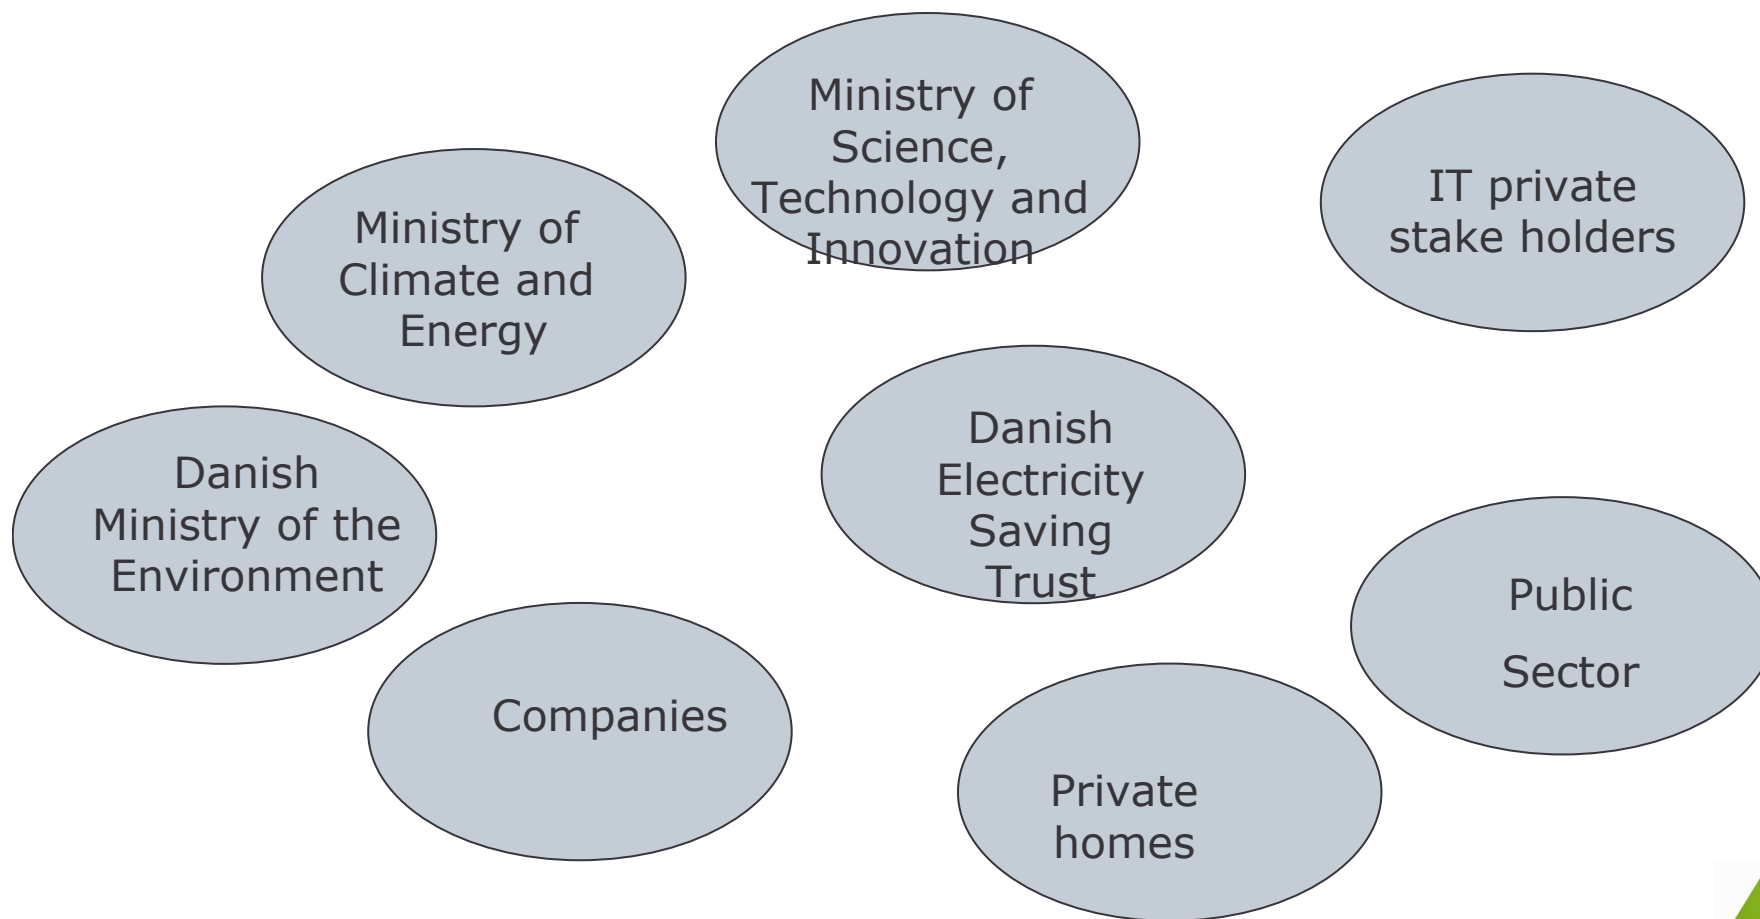 Ministry of
Science,
Technology and
Innovation
IT private
stake holders
Ministry of
Climate and
Energy
Danish
Electricity
Saving
Trust
Danish
Ministry of the
Environment
Public
Sector
Companies
Private
homes